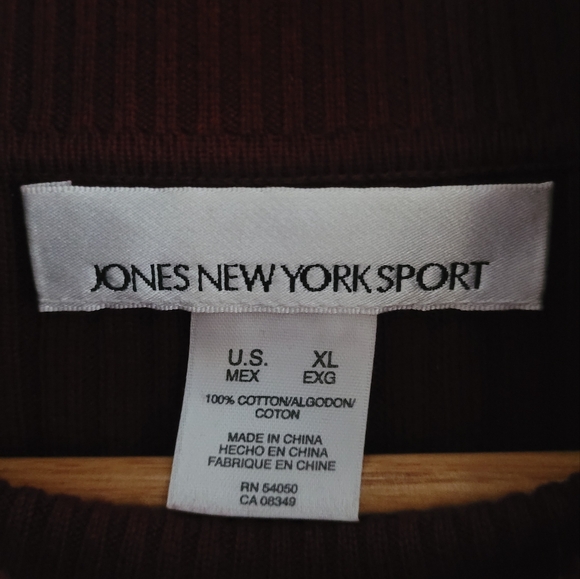 JONES NEW YORK SPORT
U.S. XL
MEX EXG
100% COTTON/ALGODON/
COTON
MADE IN CHINA
HECHO EN CHINA
FABRIQUE EN CHINE
RN 54050
CA 08349